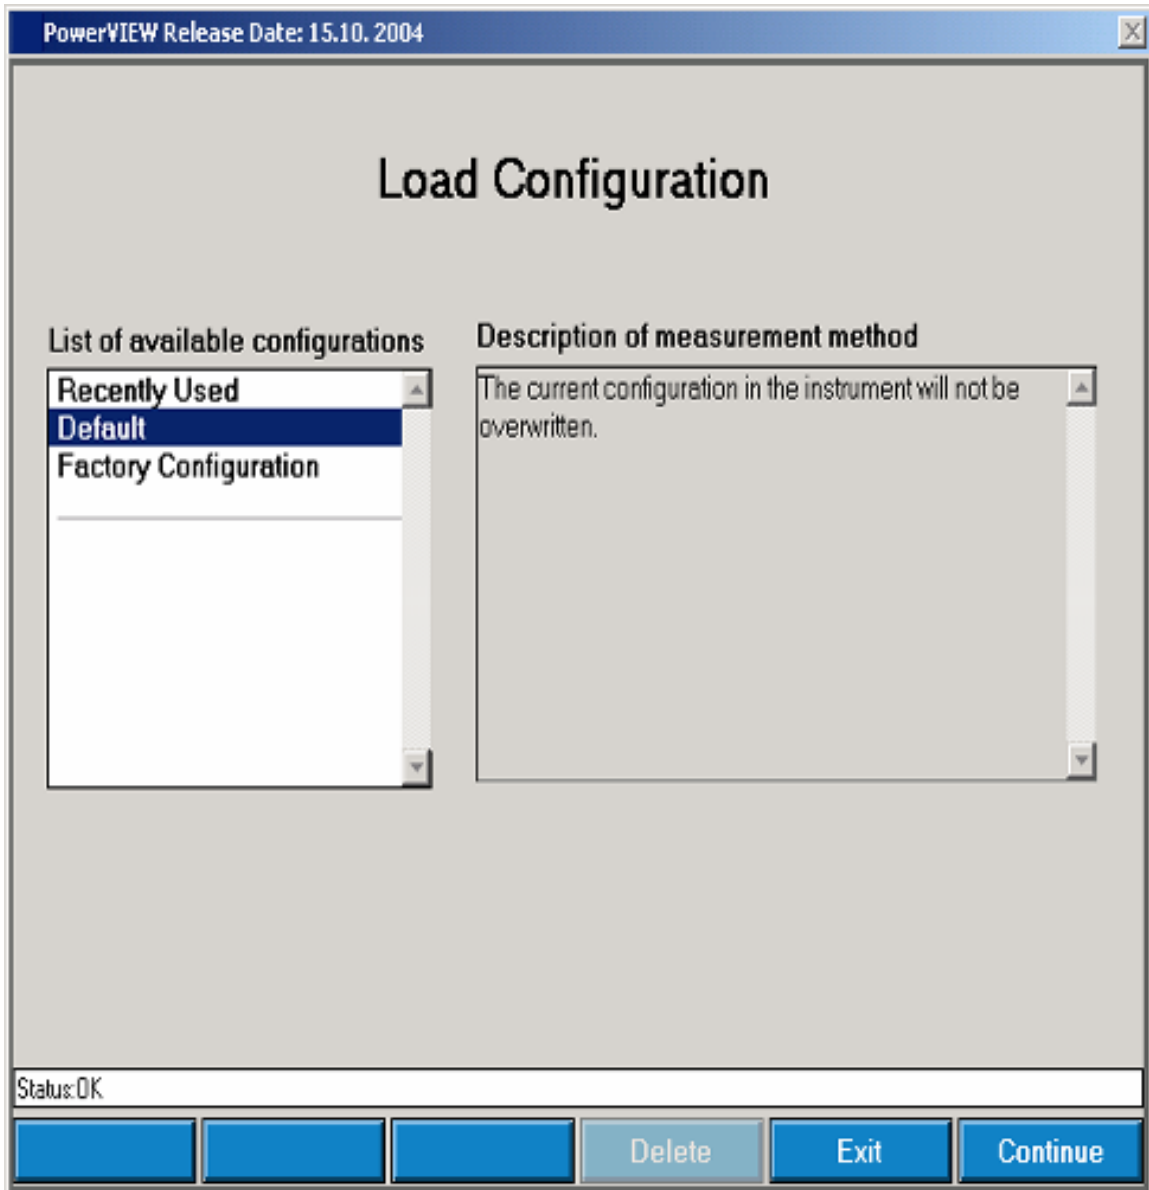 PowerVIEW Release Date: 15.10. 2004
Load Configuration
List of available configurations
Recently Used
Default
Factory Configuration
Description of measurement method
The current configuration in the instrument will not be
overwritten.
Status:OK
Delete
Exit
Continue